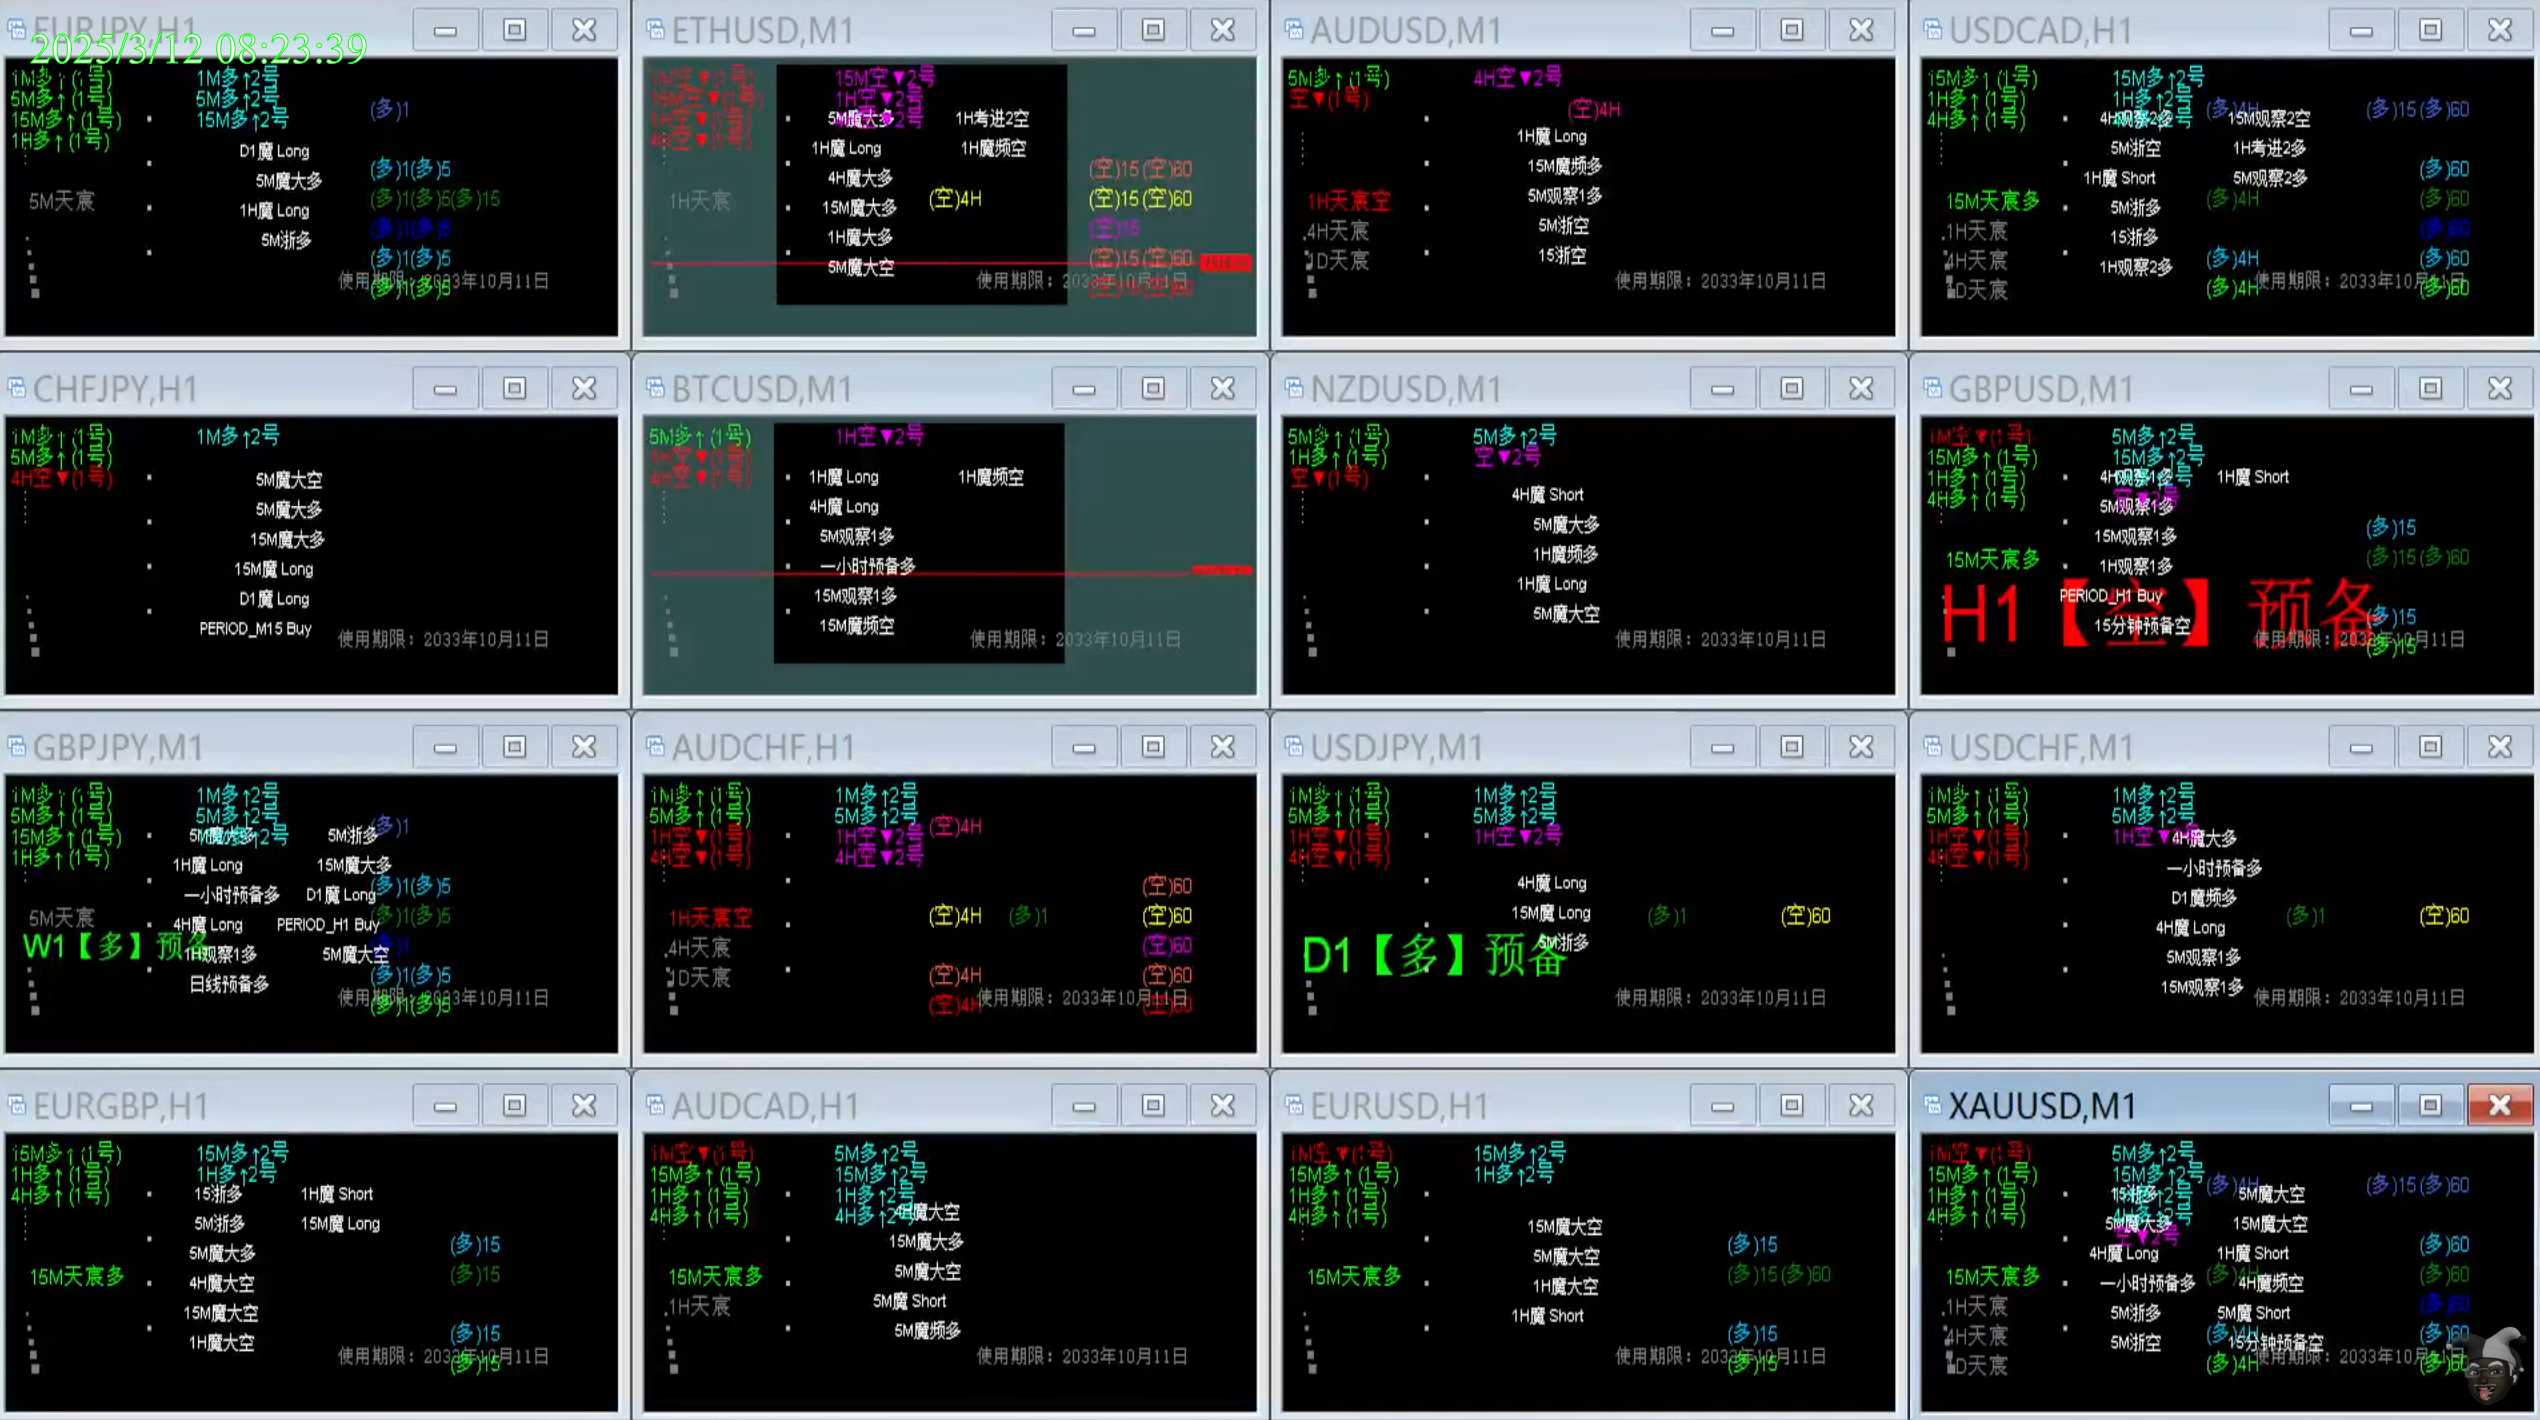 EURJPY,H1
2025/3/12 08:23:39
1M多↑(1号)
5M多↑(1号)
15M多↑(1号)
1H多↑(1号)
1M多↑2号
5M多↑2号
15M多↑2号
(多)1
D1魔 Long
5M魔大多
1H魔 Long
5M浙多
5M天宸
(多)1(多)5
(多)1(多)5(多)15
(多)1(多)5
(多)1(多)5
(多)1(多)5
使用期限：2033年10月11日
ETHUSD,M1
1M空▼(1号)
15M空▼(1号)
1H空▼(1号)
4H空▼(1号)
15M空▼2号
1H空▼2号
5M魔大多
1H考进2空
1H魔 Long
1H魔频空
4H魔大多
15M魔大多
1H魔大多
5M魔大空
1H天宸
(空)4H
(空)15(空)60
(空)15(空)60
(空)15
(空)15(空)60
(空)15(空)60
使用期限：2033年10月11日
AUDUSD,M1
5M多↑(1号)
空▼(1号)
4H空▼2号
(空)4H
1H魔 Long
15M魔频多
5M观察1多
5M浙空
15浙空
1H天宸空
4H天宸
1D天宸
使用期限：2033年10月11日
USDCAD,H1
15M多↑(1号)
1H多↑(1号)
4H多↑(1号)
15M多↑2号
1H多↑2号
(多)4H
(多)15(多)60
4H观察2多
15M观察2空
5M浙空
1H考进2多
1H魔 Short
5M观察2多
5M浙多
15浙多
1H观察2多
15M天宸多
1H天宸
4H天宸
1D天宸
(多)60
(多)4H
(多)60
(多)60
(多)4H
(多)60
(多)4H
(多)60
使用期限：2033年10月11日
CHFJPY,H1
1M多↑(1号)
5M多↑(1号)
4H空▼(1号)
1M多↑2号
5M魔大空
5M魔大多
15M魔大多
15M魔 Long
D1魔 Long
PERIOD_M15 Buy
使用期限：2033年10月11日
BTCUSD,M1
5M多↑(1号)
1H空▼(1号)
4H空▼(1号)
1H空▼2号
1H魔 Long
1H魔频空
4H魔 Long
5M观察1多
一小时预备多
15M观察1多
15M魔频空
使用期限：2033年10月11日
NZDUSD,M1
5M多↑(1号)
1H多↑(1号)
空▼(1号)
5M多↑2号
空▼2号
4H魔 Short
5M魔大多
1H魔频多
1H魔 Long
5M魔大空
使用期限：2033年10月11日
GBPUSD,M1
1M空▼(1号)
15M多↑(1号)
1H多↑(1号)
4H多↑(1号)
5M多↑2号
15M多↑2号
空▼2号
4H观察1多
1H魔 Short
5M观察1多
15M观察1多
1H观察1多
PERIOD_H1 Buy
15分钟预备空
15M天宸多
H1【空】预备
(多)15
(多)15(多)60
(多)15
(多)15
使用期限：2033年10月11日
GBPJPY,M1
1M多↑(1号)
5M多↑(1号)
15M多↑(1号)
1H多↑(1号)
1M多↑2号
5M多↑2号
15M多↑2号
(多)1
5M魔大多
5M浙多
1H魔 Long
15M魔大多
一小时预备多
D1魔 Long
4H魔 Long
PERIOD_H1 Buy
1H观察1多
5M魔大空
日线预备多
5M天宸
W1【多】预备
(多)1(多)5
(多)1(多)5
(多)1
(多)1(多)5
(多)1(多)5
使用期限：2033年10月11日
AUDCHF,H1
1M多↑(1号)
5M多↑(1号)
1H空▼(1号)
4H空▼(1号)
1M多↑2号
5M多↑2号
1H空▼2号
4H空▼2号
(空)4H
(空)60
1H天宸空
(空)4H
(多)1
(空)60
4H天宸
(空)60
1D天宸
(空)4H
(空)60
(空)4H
(空)60
使用期限：2033年10月11日
USDJPY,M1
1M多↑(1号)
5M多↑(1号)
1H空▼(1号)
4H空▼(1号)
1M多↑2号
5M多↑2号
1H空▼2号
4H魔 Long
15M魔 Long
5M浙多
(多)1
(空)60
D1【多】预备
使用期限：2033年10月11日
USDCHF,M1
1M多↑(1号)
5M多↑(1号)
1H空▼(1号)
4H空▼(1号)
1M多↑2号
5M多↑2号
1H空▼2号
4H魔大多
一小时预备多
D1魔频多
4H魔 Long
5M观察1多
15M观察1多
(多)1
(空)60
使用期限：2033年10月11日
EURGBP,H1
15M多↑(1号)
1H多↑(1号)
4H多↑(1号)
15M多↑2号
1H多↑2号
15浙多
1H魔 Short
5M浙多
15M魔 Long
5M魔大多
4H魔大空
15M魔大空
1H魔大空
15M天宸多
(多)15
(多)15
(多)15
(多)15
使用期限：2033年10月11日
AUDCAD,H1
1M空▼(1号)
15M多↑(1号)
1H多↑(1号)
4H多↑(1号)
5M多↑2号
15M多↑2号
1H多↑2号
4H多↑2号
4H魔大空
15M魔大多
5M魔大空
5M魔 Short
5M魔频多
15M天宸多
1H天宸
使用期限：2033年10月11日
EURUSD,H1
1M空▼(1号)
15M多↑(1号)
1H多↑(1号)
4H多↑(1号)
15M多↑2号
1H多↑2号
15M魔大空
5M魔大空
1H魔大空
1H魔 Short
15M天宸多
(多)15
(多)15(多)60
(多)15
(多)15
使用期限：2033年10月11日
XAUUSD,M1
1M空▼(1号)
15M多↑(1号)
1H多↑(1号)
4H多↑(1号)
5M多↑2号
15M多↑2号
4H多↑2号
空▼2号
(多)4H
(多)15(多)60
15浙多
5M魔大空
5M魔大多
15M魔大空
4H魔 Long
1H魔 Short
一小时预备多
4H魔频空
5M浙多
5M魔 Short
5M浙空
15分钟预备空
15M天宸多
1H天宸
4H天宸
1D天宸
(多)60
(多)4H
(多)60
(多)60
(多)4H
(多)60
(多)4H
(多)60
使用期限：2033年10月11日